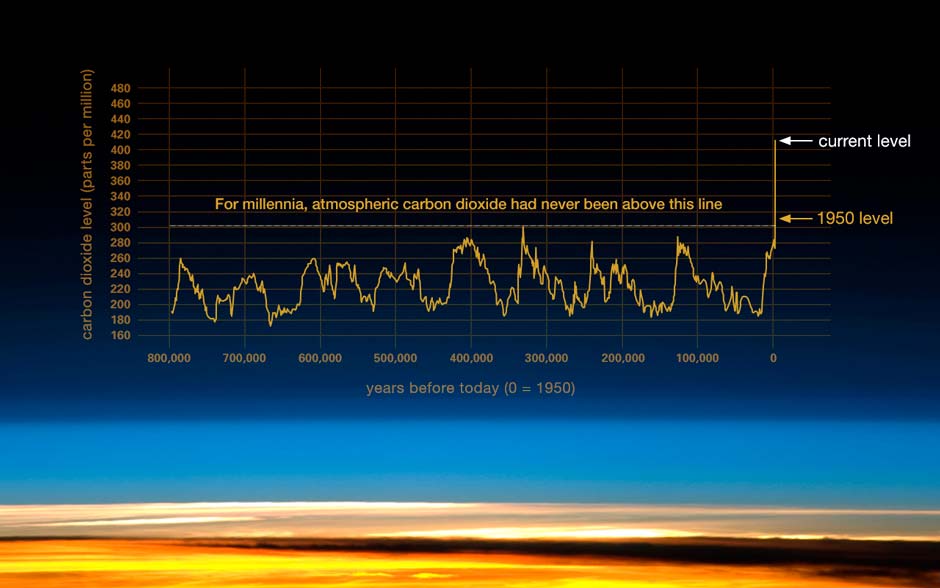 carbon dioxide level (parts per million)
480
460
440
420
400
380
360
340
320
300
280
260
240
220
200
180
160
For millennia, atmospheric carbon dioxide had never been above this line
current level
1950 level
800,000 700,000 600,000 500,000 400,000 300,000 200,000 100,000 0
years before today (0 = 1950)